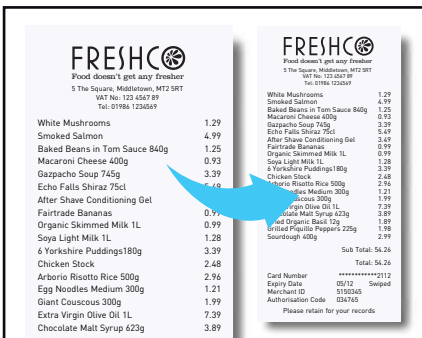 FRESHCO
Food doesn't get any fresher
5 The Square, Middletown, MT2 5RT
VAT No: 123 4567 89
Tel: 01986 1234569
White Mushrooms 1.29
Smoked Salmon 4.99
Baked Beans in Tom Sauce 840g 1.25
Macaroni Cheese 400g 0.93
Gazpacho Soup 745g 3.39
Echo Falls Shiraz 75cl
After Shave Conditioning Gel
Fairtrade Bananas 0.99
Organic Skimmed Milk 1L 0.99
Soya Light Milk 1L 1.28
6 Yorkshire Puddings180g 3.39
Chicken Stock 2.48
Arborio Risotto Rice 500g 2.96
Egg Noodles Medium 300g 1.21
Giant Couscous 300g 1.99
Extra Virgin Olive Oil 1L 7.39
Chocolate Malt Syrup 623g 3.89
FRESHCO
Food doesn't get any fresher
5 The Square, Middletown, MT2 5RT
VAT No: 123 4567 89
Tel: 01986 1234569
White Mushrooms 1.29
Smoked Salmon 4.99
Baked Beans in Tom Sauce 840g 1.25
Macaroni Cheese 400g 0.93
Gazpacho Soup 745g 3.39
Echo Falls Shiraz 75cl 5.49
After Shave Conditioning Gel 3.49
Fairtrade Bananas 0.99
Organic Skimmed Milk 1L 0.99
Soya Light Milk 1L 1.28
6 Yorkshire Puddings180g 3.39
Chicken Stock 2.48
Arborio Risotto Rice 500g 2.96
Noodles Medium 300g 1.21
Couscous 300g 1.99
Virgin Olive Oil 1L 7.39
Chocolate Malt Syrup 623g 3.89
Dried Organic Basil 12g 1.89
Grilled Piquillo Peppers 225g 1.98
Sourdough 400g 2.99
Sub Total: 54.26
Total: 54.26
Card Number ************2112
Expiry Date 05/12 Swiped
Merchant ID 5150345
Authorisation Code 034765
Please retain for your records